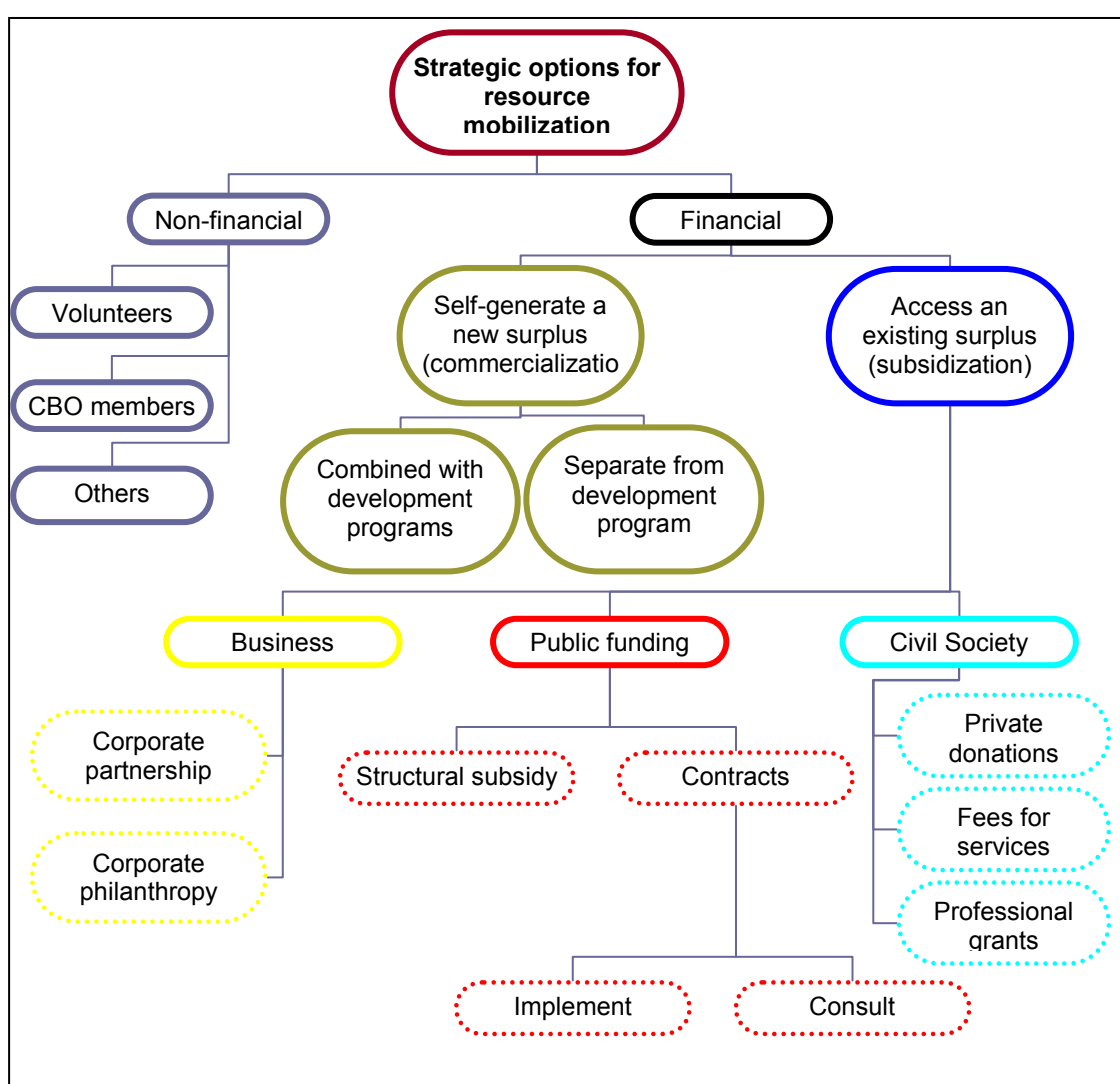 Strategic options for
resource
mobilization
Non-financial
Financial
Volunteers
CBO members
Others
Self-generate a
new surplus
(commercializatio
Access an
existing surplus
(subsidization)
Combined with
development
programs
Separate from
development
program
Business
Public funding
Civil Society
Corporate
partnership
Corporate
philanthropy
Structural subsidy
Contracts
Private
donations
Fees for
services
Professional
grants
Implement
Consult